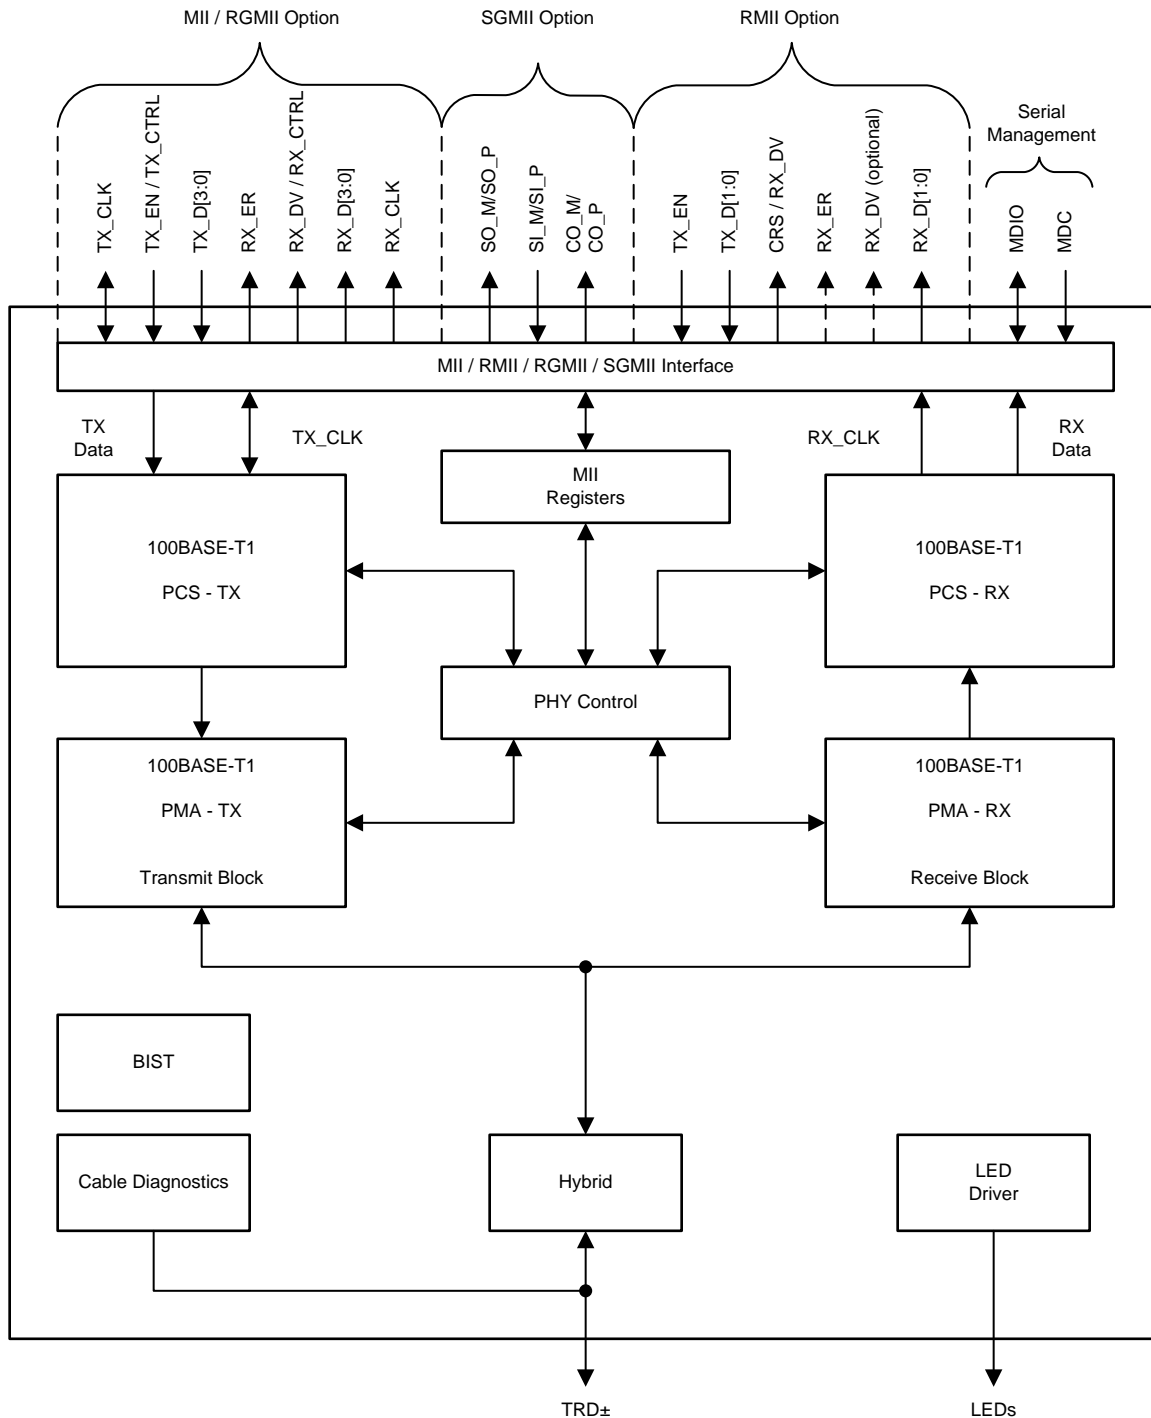 MII / RGMII Option
SGMII Option
RMII Option
Serial
Management
TX_CLK
TX_EN / TX_CTRL
TX_D[3:0]
RX_ER
RX_DV / RX_CTRL
RX_D[3:0]
RX_CLK
SO_M/SO_P
SI_M/SI_P
CO_M/
CO_P
TX_EN
TX_D[1:0]
CRS / RX_DV
RX_ER
RX_DV (optional)
RX_D[1:0]
MDIO
MDC
MII / RMII / RGMII / SGMII Interface
TX
Data
TX_CLK
RX_CLK
RX
Data
MII
Registers
100BASE-T1
PCS - TX
100BASE-T1
PCS - RX
PHY Control
100BASE-T1
PMA - TX
Transmit Block
100BASE-T1
PMA - RX
Receive Block
BIST
Cable Diagnostics
Hybrid
LED
Driver
TRD±
LEDs